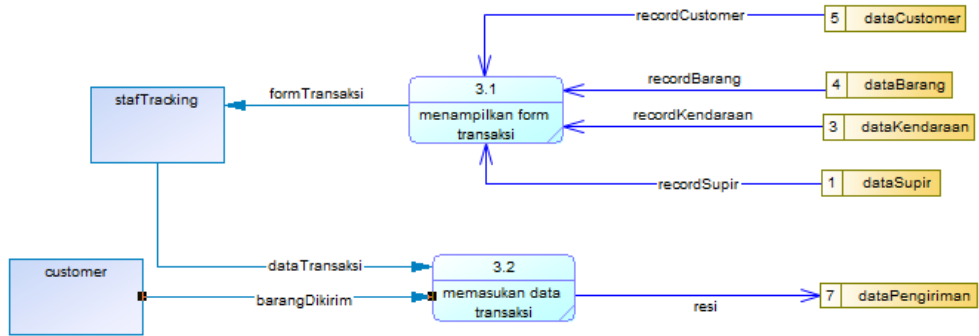 recordCustomer
5 dataCustomer
recordBarang
4 dataBarang
stafTracking
formTransaksi
3.1
menampilkan form
transaksi
recordKendaraan
3 dataKendaraan
recordSupir
1 dataSupir
customer
dataTransaksi
barangDikirim
3.2
memasukan data
transaksi
resi
7 dataPengiriman